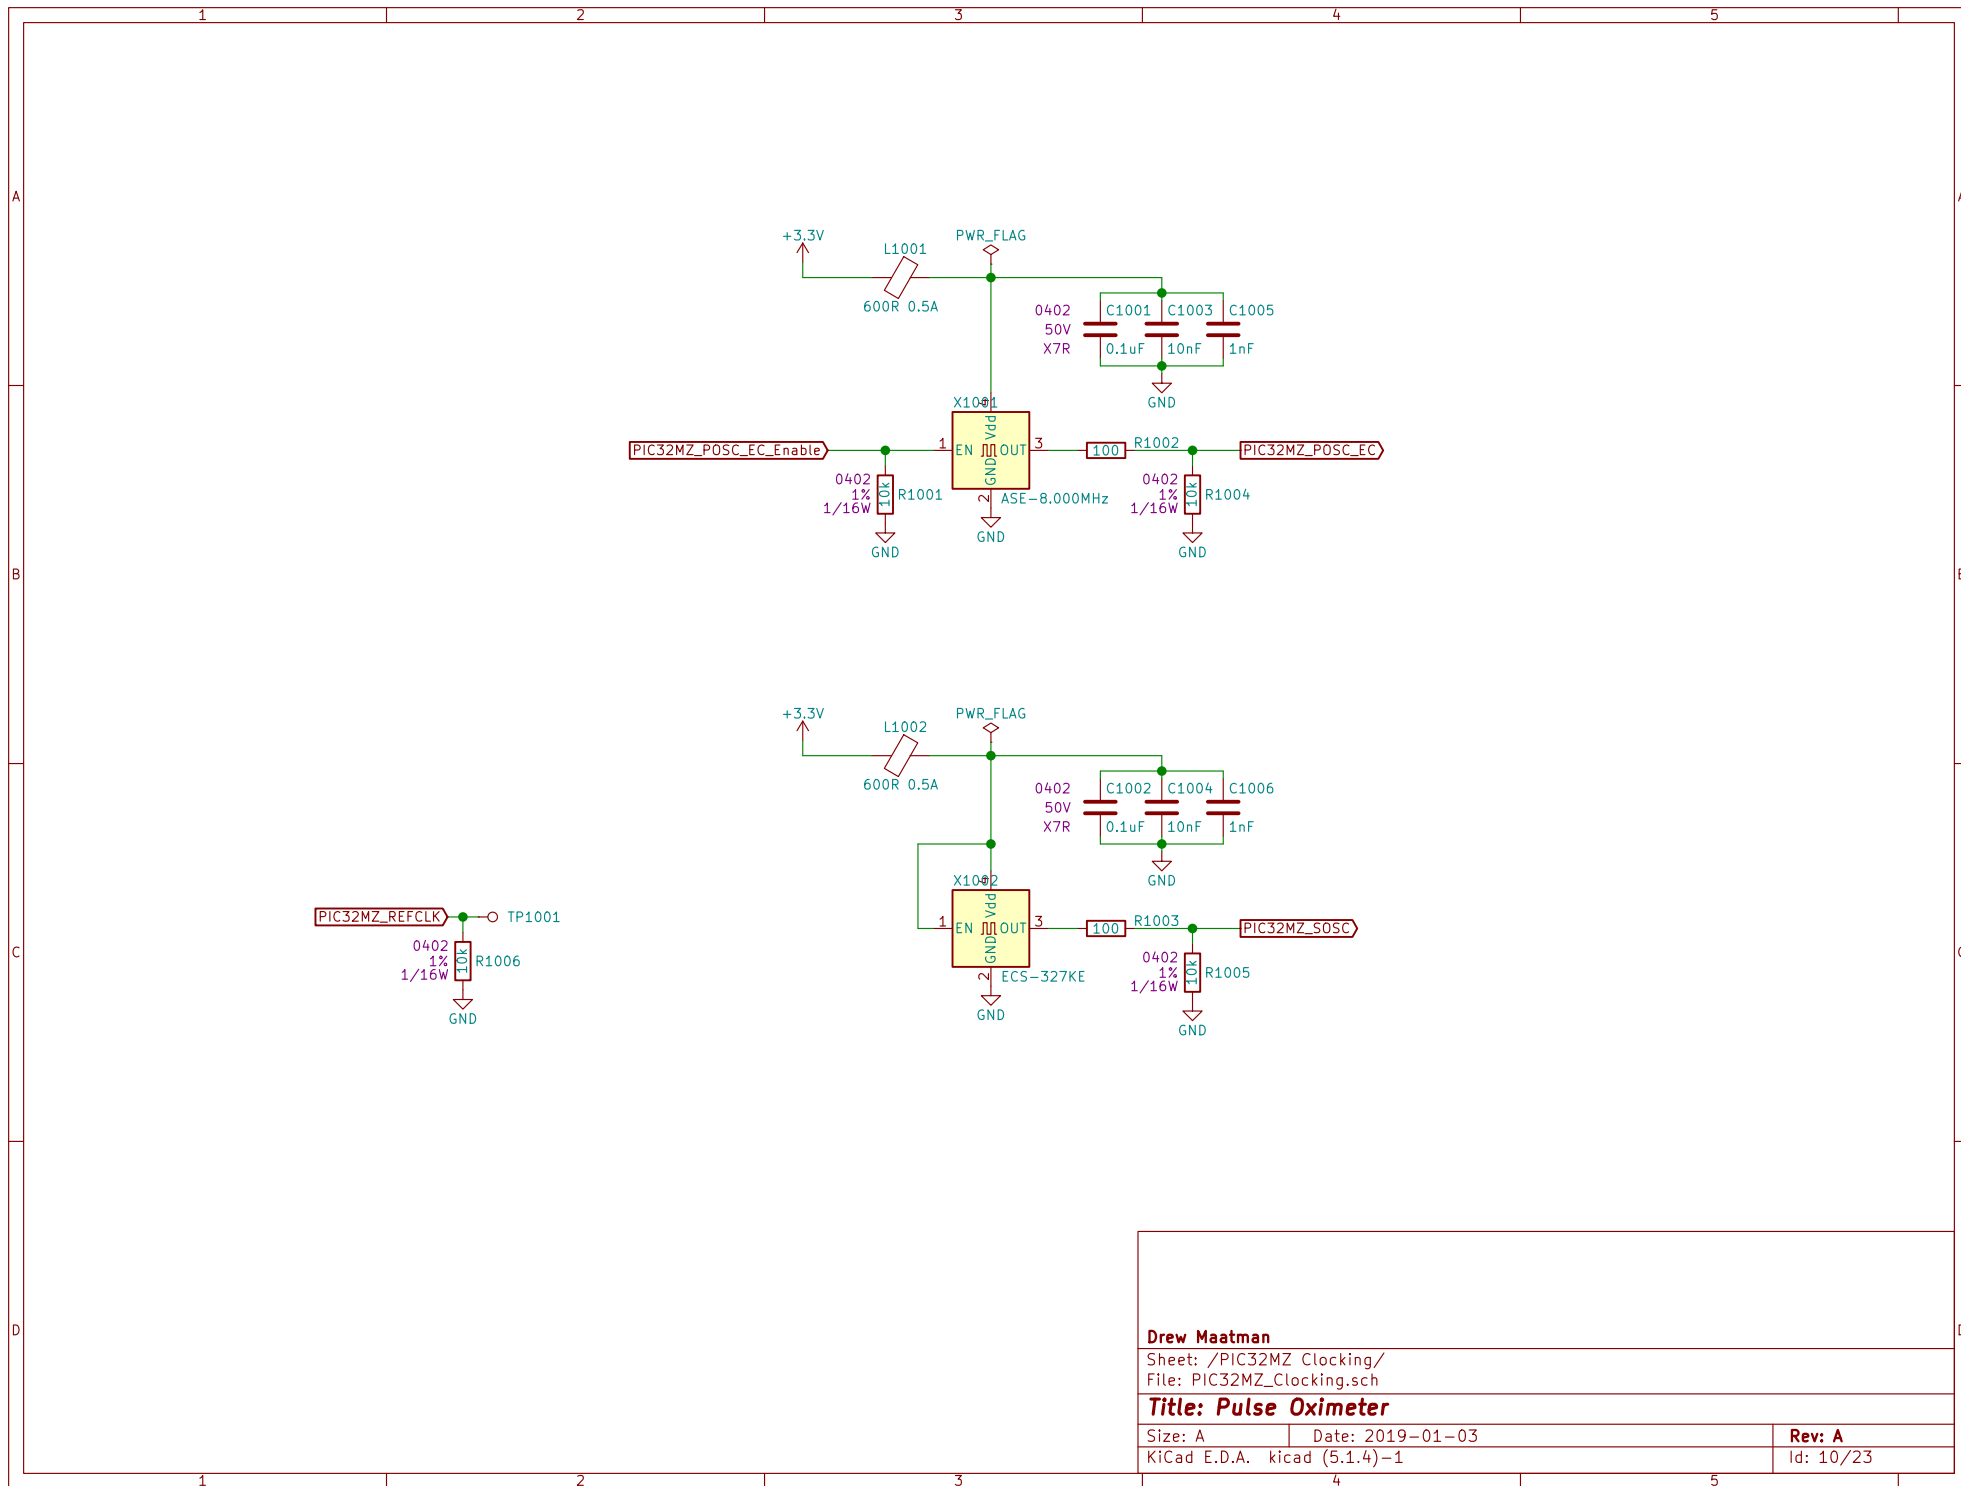 1 2 3 4 5
A
+3.3V
L1001
PWR_FLAG
600R 0.5A
0402
50V
X7R
C1001 C1003 C1005
0.1uF 10nF 1nF
GND
X1001
4
Vdd
PIC32MZ_POSC_EC_Enable
1
EN
OUT
3
GND
2
100
R1002
PIC32MZ_POSC_EC
0402
1%
1/16W
10k
R1001
GND
ASE-8.000MHz
GND
0402
1%
1/16W
10k
R1004
GND
B
+3.3V
L1002
PWR_FLAG
600R 0.5A
0402
50V
X7R
C1002 C1004 C1006
0.1uF 10nF 1nF
GND
X1002
4
Vdd
1
EN
OUT
3
GND
2
100
R1003
PIC32MZ_SOSC
ECS-327KE
GND
0402
1%
1/16W
10k
R1005
GND
PIC32MZ_REFCLK
TP1001
0402
1%
1/16W
10k
R1006
GND
C
D
Drew Maatman
Sheet: /PIC32MZ Clocking/
File: PIC32MZ_Clocking.sch
Title: Pulse Oximeter
Size: A Date: 2019-01-03 Rev: A
KiCad E.D.A. kicad (5.1.4)-1 Id: 10/23
1 2 3 4 5